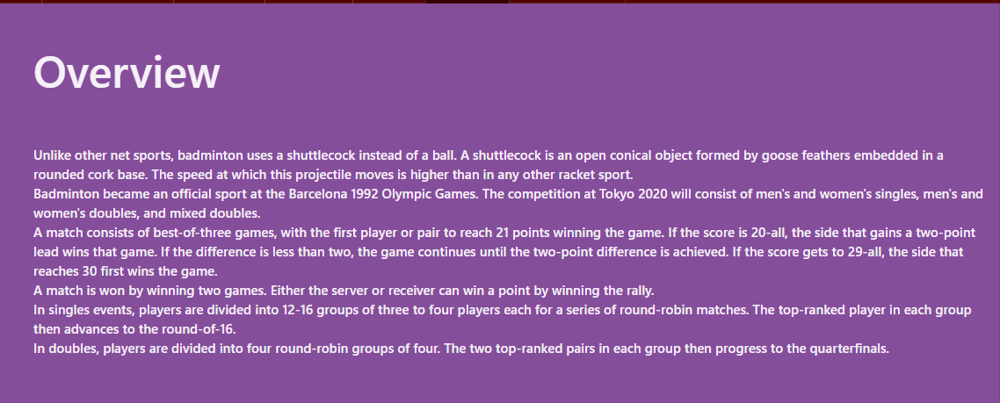 Overview
Unlike other net sports, badminton uses a shuttlecock instead of a ball. A shuttlecock is an open conical object formed by goose feathers embedded in a
rounded cork base. The speed at which this projectile moves is higher than in any other racket sport.
Badminton became an official sport at the Barcelona 1992 Olympic Games. The competition at Tokyo 2020 will consist of men's and women's singles, men's and
women's doubles, and mixed doubles.
A match consists of best-of-three games, with the first player or pair to reach 21 points winning the game. If the score is 20-all, the side that gains a two-point
lead wins that game. If the difference is less than two, the game continues until the two-point difference is achieved. If the score gets to 29-all, the side that
reaches 30 first wins the game.
A match is won by winning two games. Either the server or receiver can win a point by winning the rally.
In singles events, players are divided into 12-16 groups of three to four players each for a series of round-robin matches. The top-ranked player in each group
then advances to the round-of-16.
In doubles, players are divided into four round-robin groups of four. The two top-ranked pairs in each group then progress to the quarterfinals.